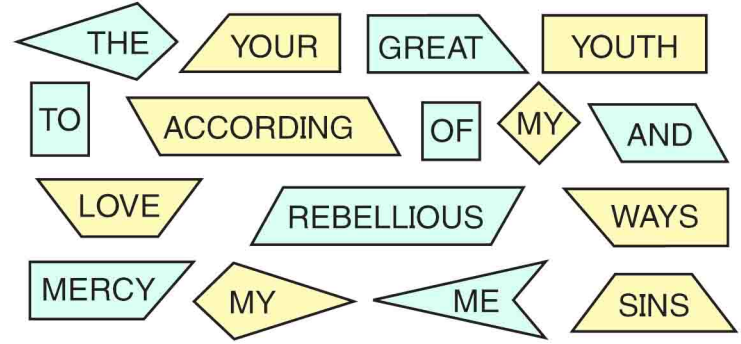 THE YOUR GREAT YOUTH
TO ACCORDING OF MY AND
LOVE REBELLIOUS WAYS
MERCY MY ME SINS